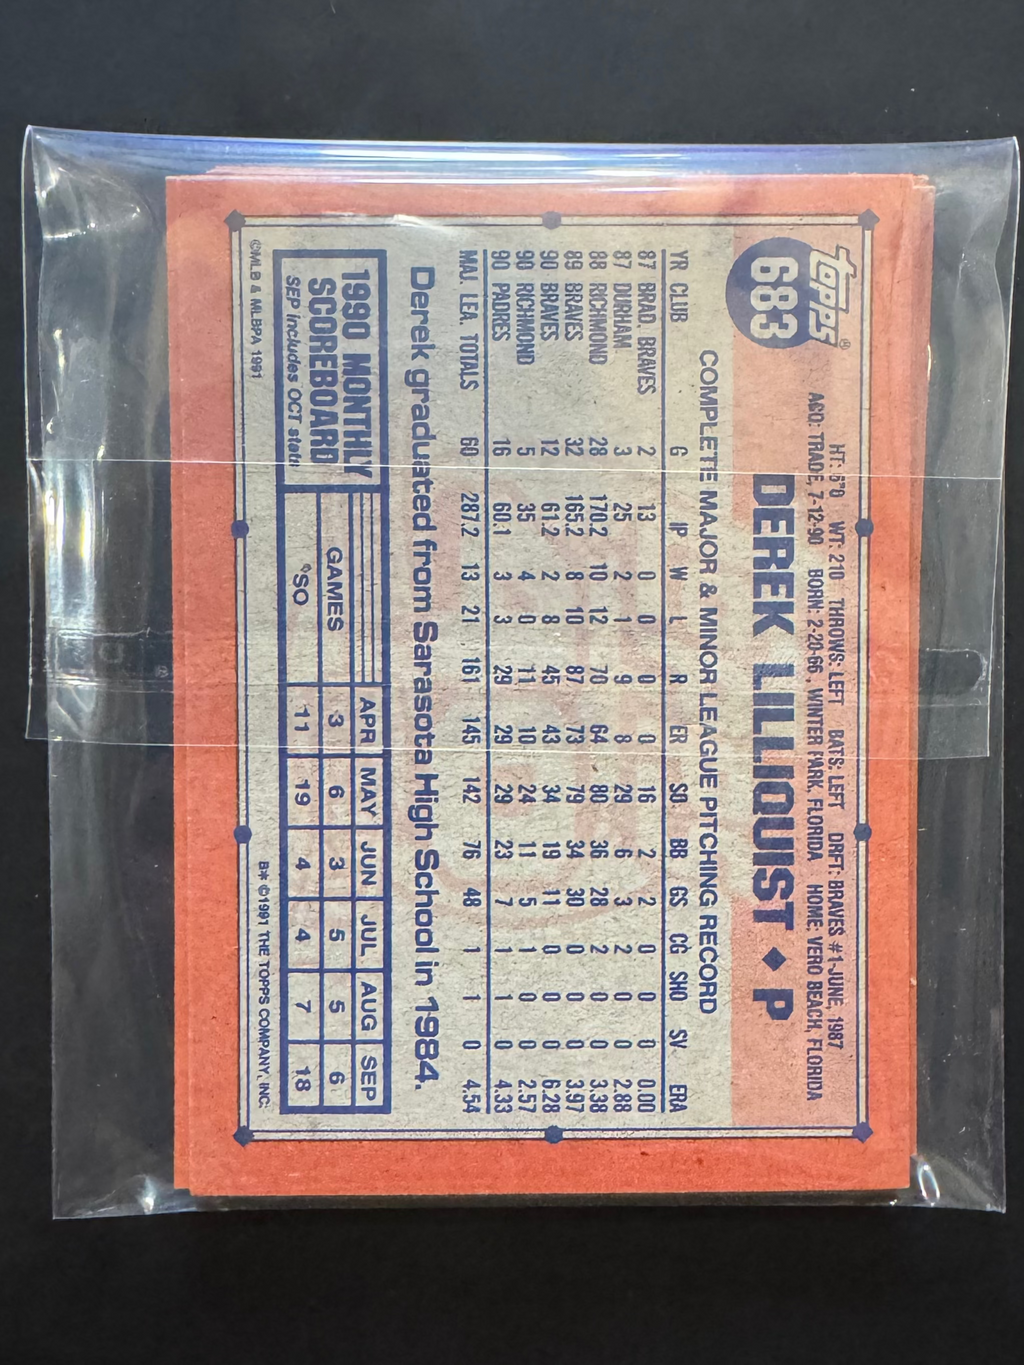 topps®
683
HT: 6'0 WT: 210 THROWS: LEFT BATS: LEFT DRFT: BRAVES #1-JUNE, 1987
ACQ: TRADE, 7-12-90 BORN: 2-20-66, WINTER PARK, FLORIDA HOME: VERO BEACH, FLORIDA
DEREK LILLIQUIST ♦ P
COMPLETE MAJOR & MINOR LEAGUE PITCHING RECORD
YR CLUB G IP W L R ER SO BB GS CG SHO SV ERA
87 BRAD. BRAVES 2 13 0 0 0 0 16 2 2 0 0 0 0.00
87 DURHAM 3 25 2 1 9 8 29 6 3 2 0 0 2.88
88 RICHMOND 28 170.2 10 12 70 64 80 36 28 2 0 0 3.38
89 BRAVES 32 165.2 8 10 87 73 79 34 30 0 0 0 3.97
90 BRAVES 12 61.2 2 8 45 43 34 19 11 0 0 0 6.28
90 RICHMOND 5 35 4 0 11 10 24 11 5 1 0 0 2.57
90 PADRES 16 60.1 3 3 29 29 29 23 7 1 1 0 4.33
MAJ. LEA. TOTALS 60 287.2 13 21 161 145 142 76 48 1 1 0 4.54
Derek graduated from Sarasota High School in 1984.
1990 MONTHLY
SCOREBOARD
SEP includes OCT stats
APR MAY JUN JUL AUG SEP
GAMES 3 6 3 5 5 6
SO 11 19 4 4 7 18
©MLB & MLBPA 1991
B* ©1991 THE TOPPS COMPANY, INC.